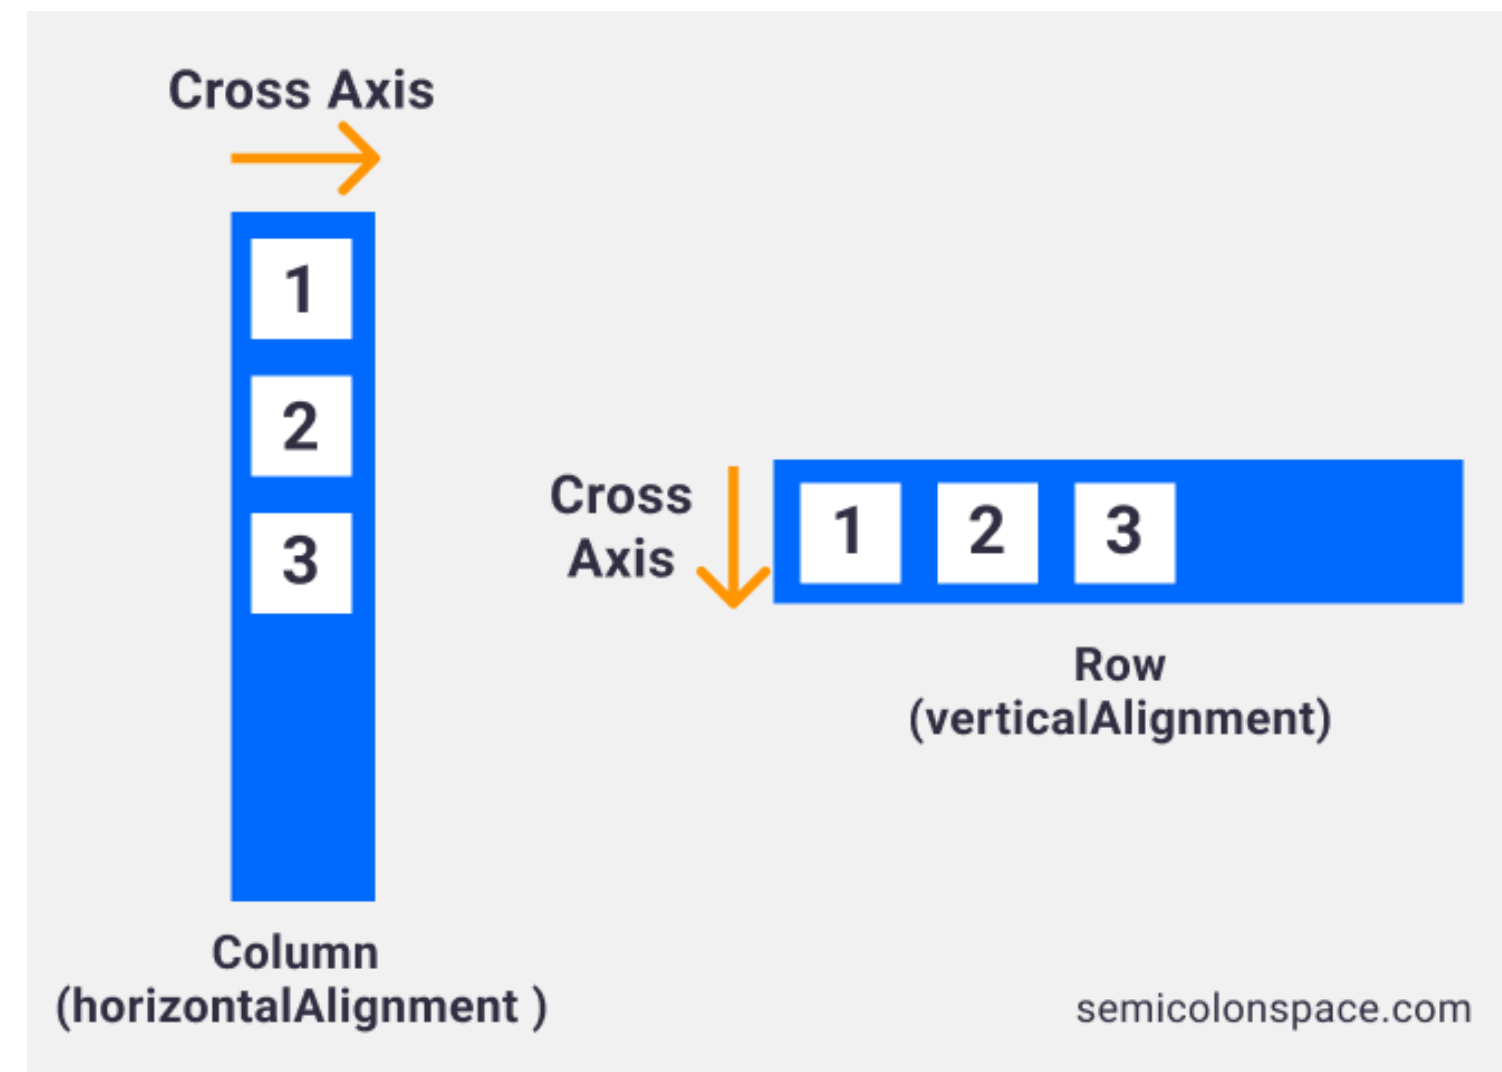 Cross Axis
1
2
3
Column
(horizontalAlignment )
Cross
Axis
1 2 3
Row
(verticalAlignment)
semicolonspace.com